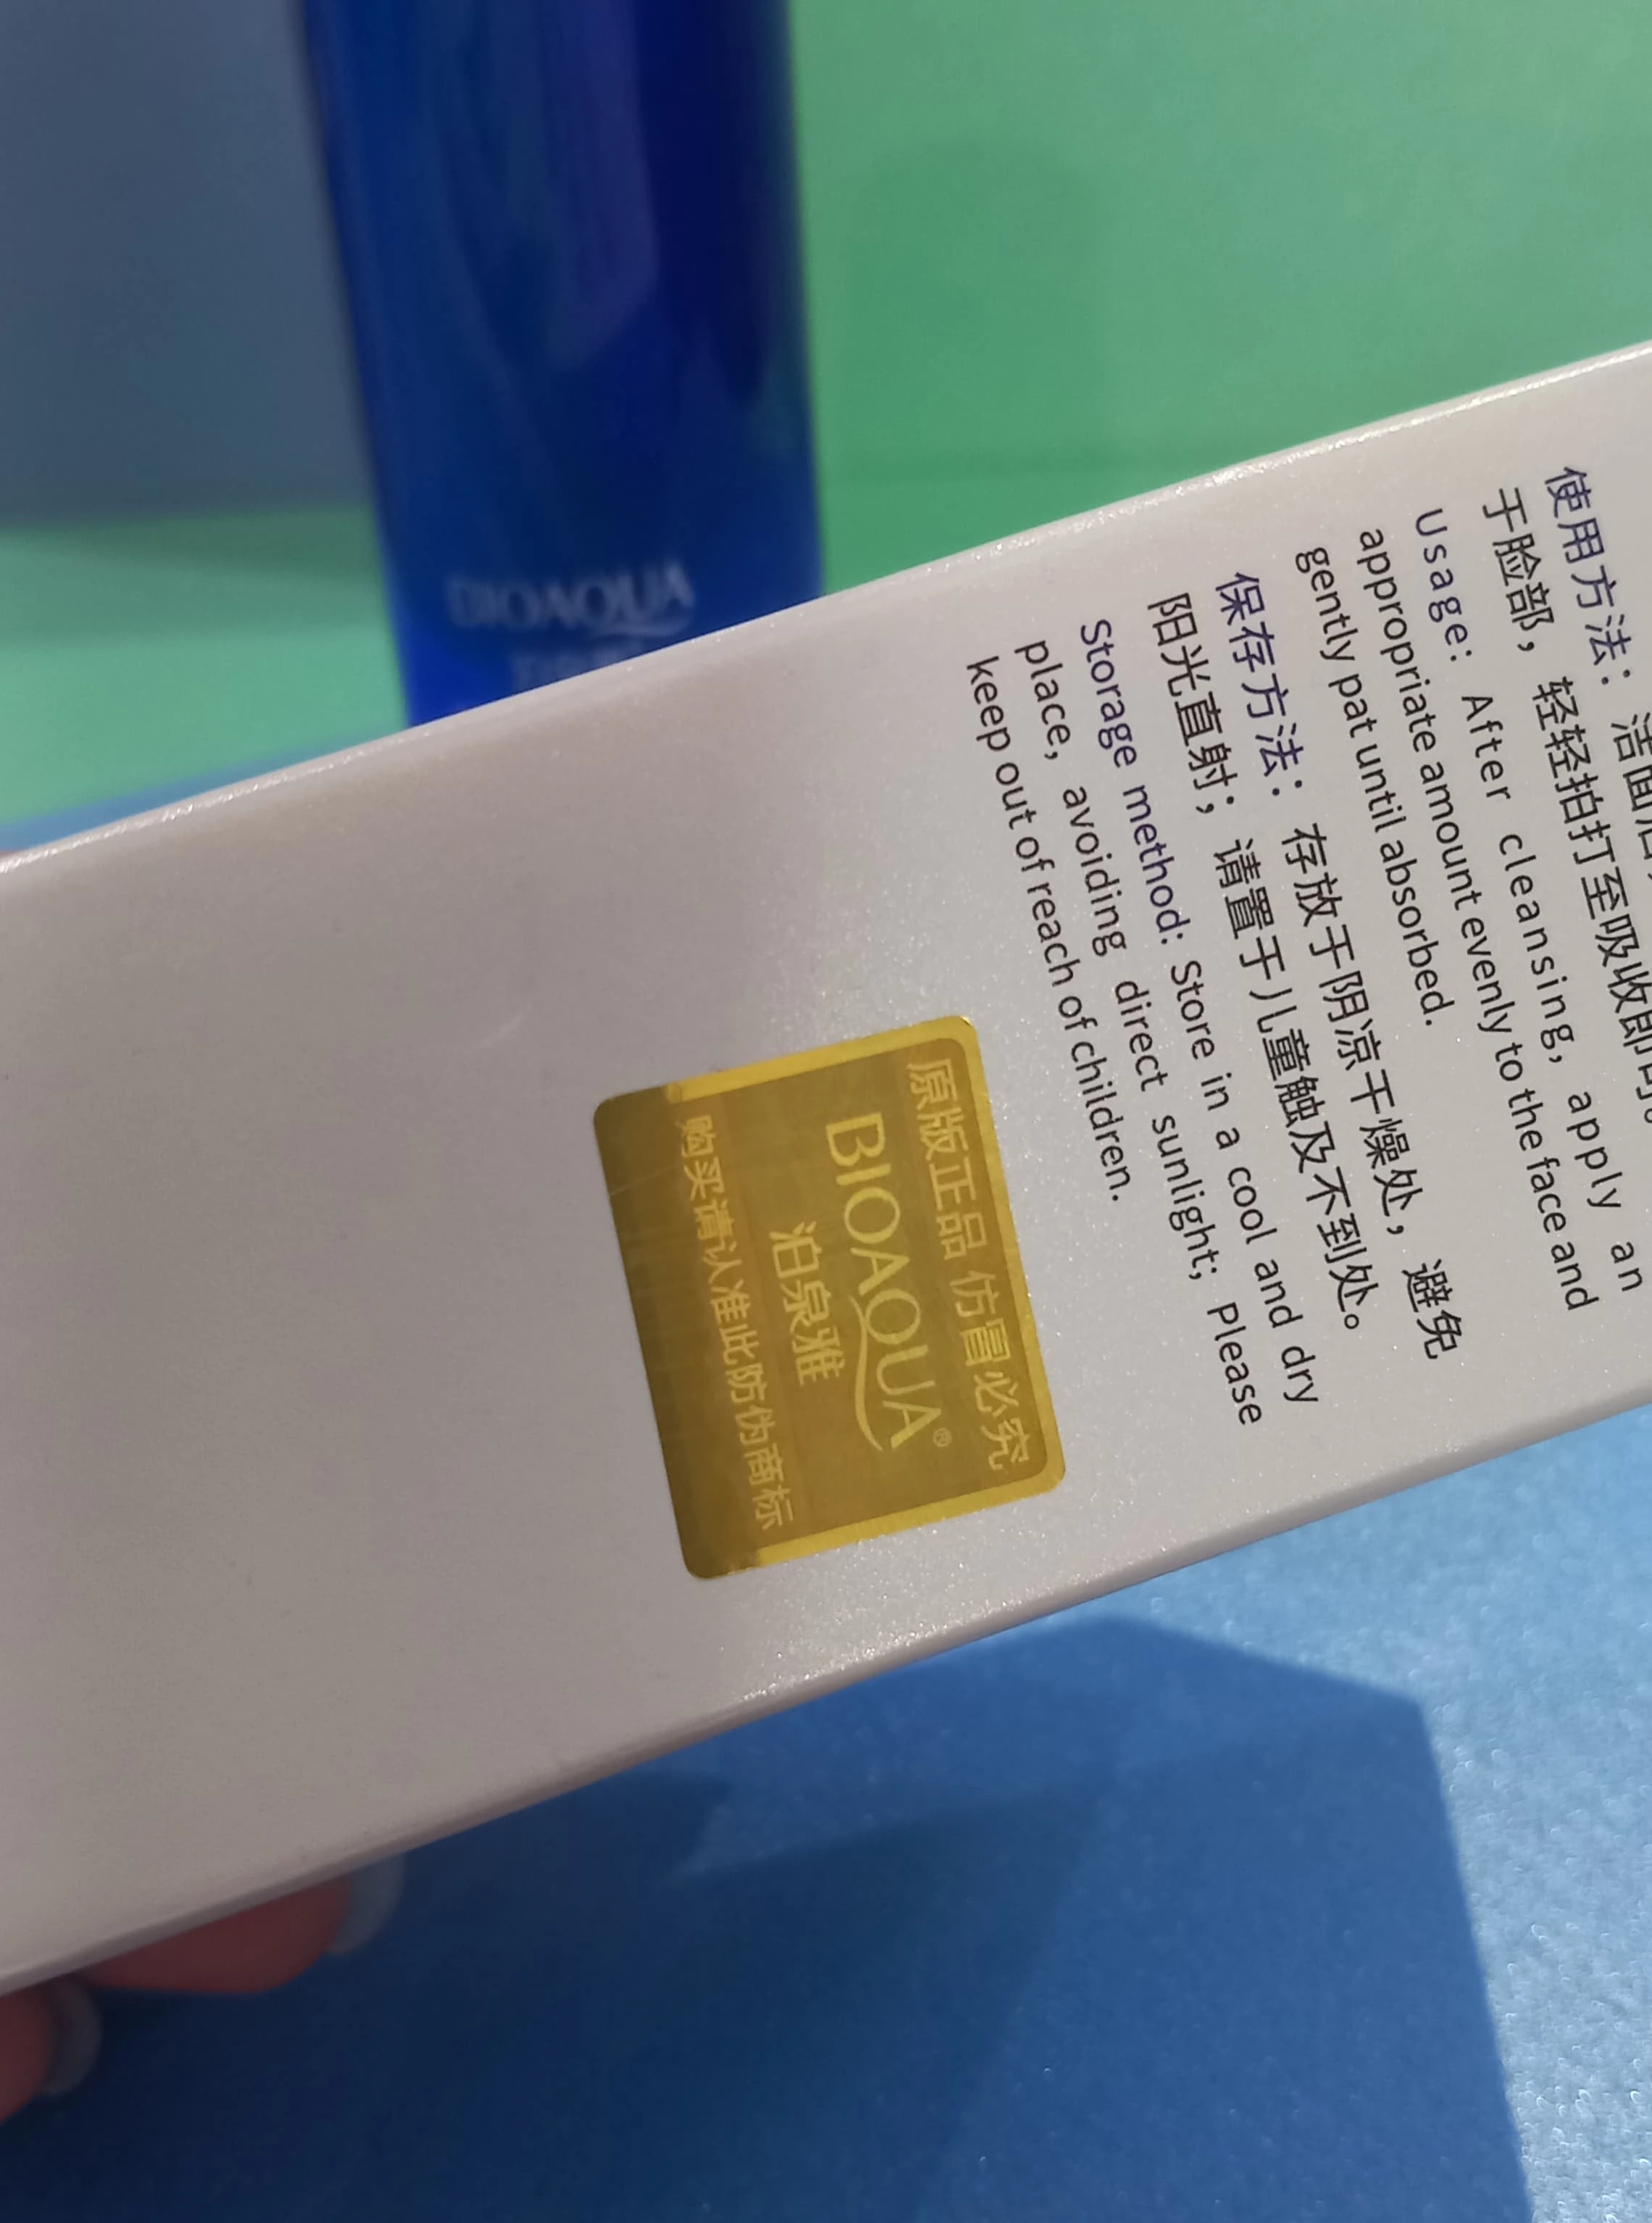 使用方法：洁面后，
于脸部，轻轻拍打至吸收即可。
Usage: After cleansing, apply an
appropriate amount evenly to the face and
gently pat until absorbed.
保存方法：存放于阴凉干燥处，避免
阳光直射；请置于儿童触及不到处。
Storage method: Store in a cool and dry
place, avoiding direct sunlight; please
keep out of reach of children.
原版正品 仿冒必究
BIOAQUA®
泊泉雅
购买请认准此防伪商标
BIOAQUA